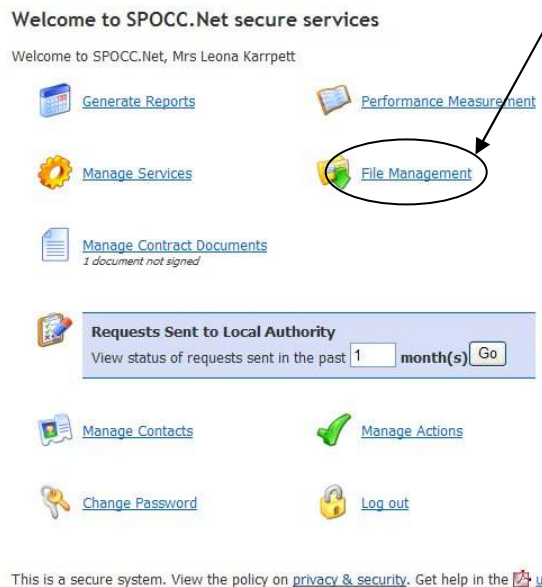 Welcome to SPOCC.Net secure services
Welcome to SPOCC.Net, Mrs Leona Karrpett
Generate Reports
Performance Measurement
Manage Services
File Management
Manage Contract Documents
1 document not signed
Requests Sent to Local Authority
View status of requests sent in the past 1 month(s) Go
Manage Contacts
Manage Actions
Change Password
Log out
This is a secure system. View the policy on privacy & security. Get help in the